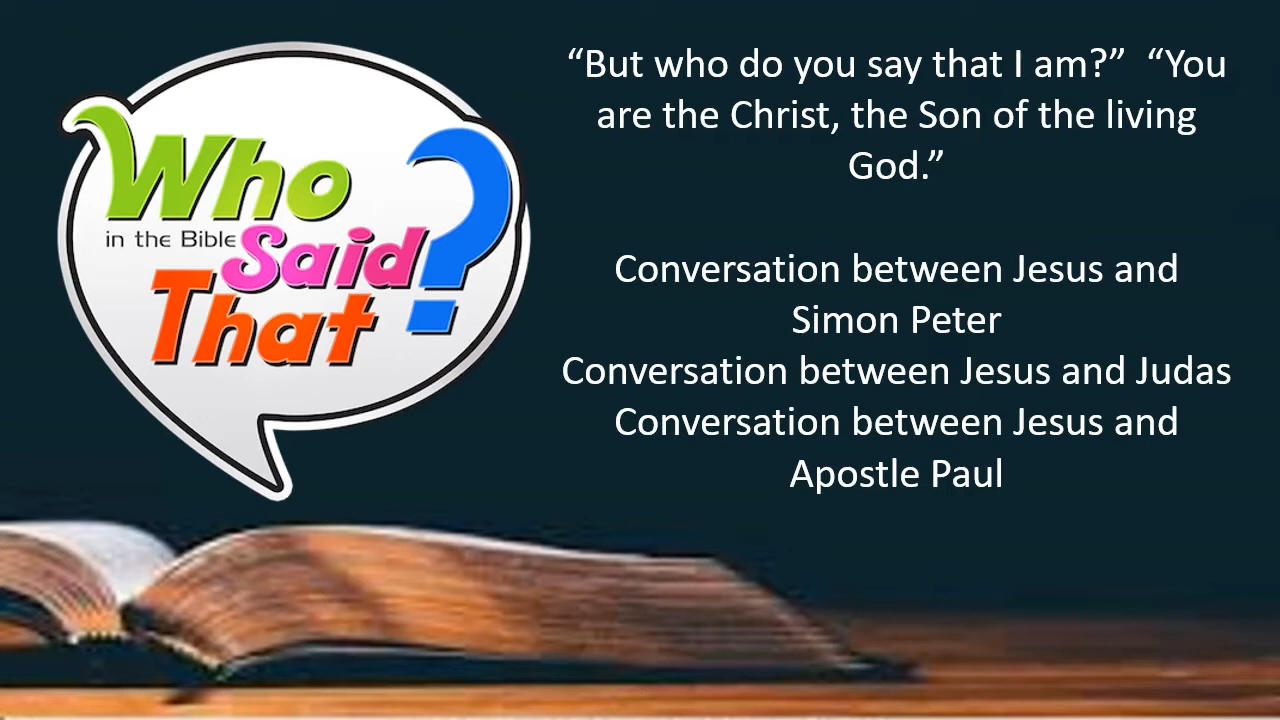 Who
in the Bible
Said
That
?
“But who do you say that I am?”  “You
are the Christ, the Son of the living
God.”
Conversation between Jesus and
Simon Peter
Conversation between Jesus and Judas
Conversation between Jesus and
Apostle Paul